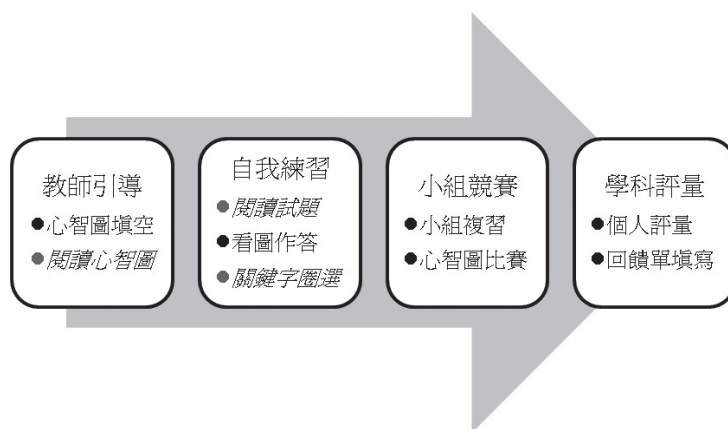 教師引導
●心智圖填空
●閱讀心智圖
自我練習
●閱讀試題
●看圖作答
●關鍵字圈選
小組競賽
●小組複習
●心智圖比賽
學科評量
●個人評量
●回饋單填寫